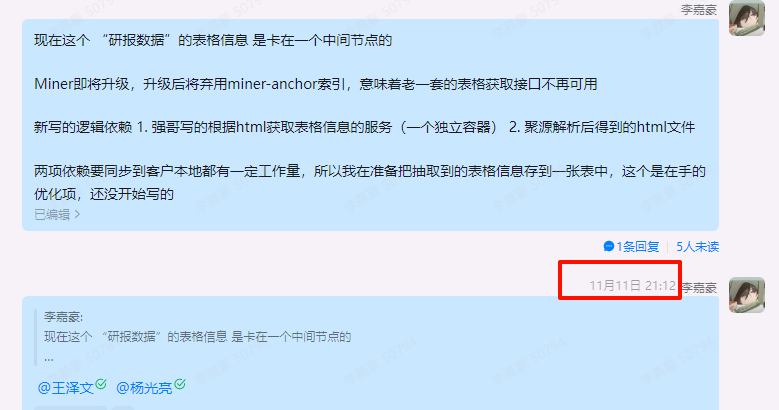 李嘉豪
现在这个 “研报数据”的表格信息 是卡在一个中间节点的
Miner即将升级，升级后将弃用miner-anchor索引，意味着老一套的表格获取接口不再可用
新写的逻辑依赖 1. 强哥写的根据html获取表格信息的服务（一个独立容器） 2. 聚源解析后得到的html文件
两项依赖要同步到客户本地都有一定工作量，所以我在准备把抽取到的表格信息存到一张表中，这个是在手的
优化项，还没开始写的
已编辑 >
1条回复 | 5人未读
11月11日 21:12 李嘉豪
李嘉豪:
现在这个 “研报数据”的表格信息 是卡在一个中间节点的
...
@王泽文 @杨光亮